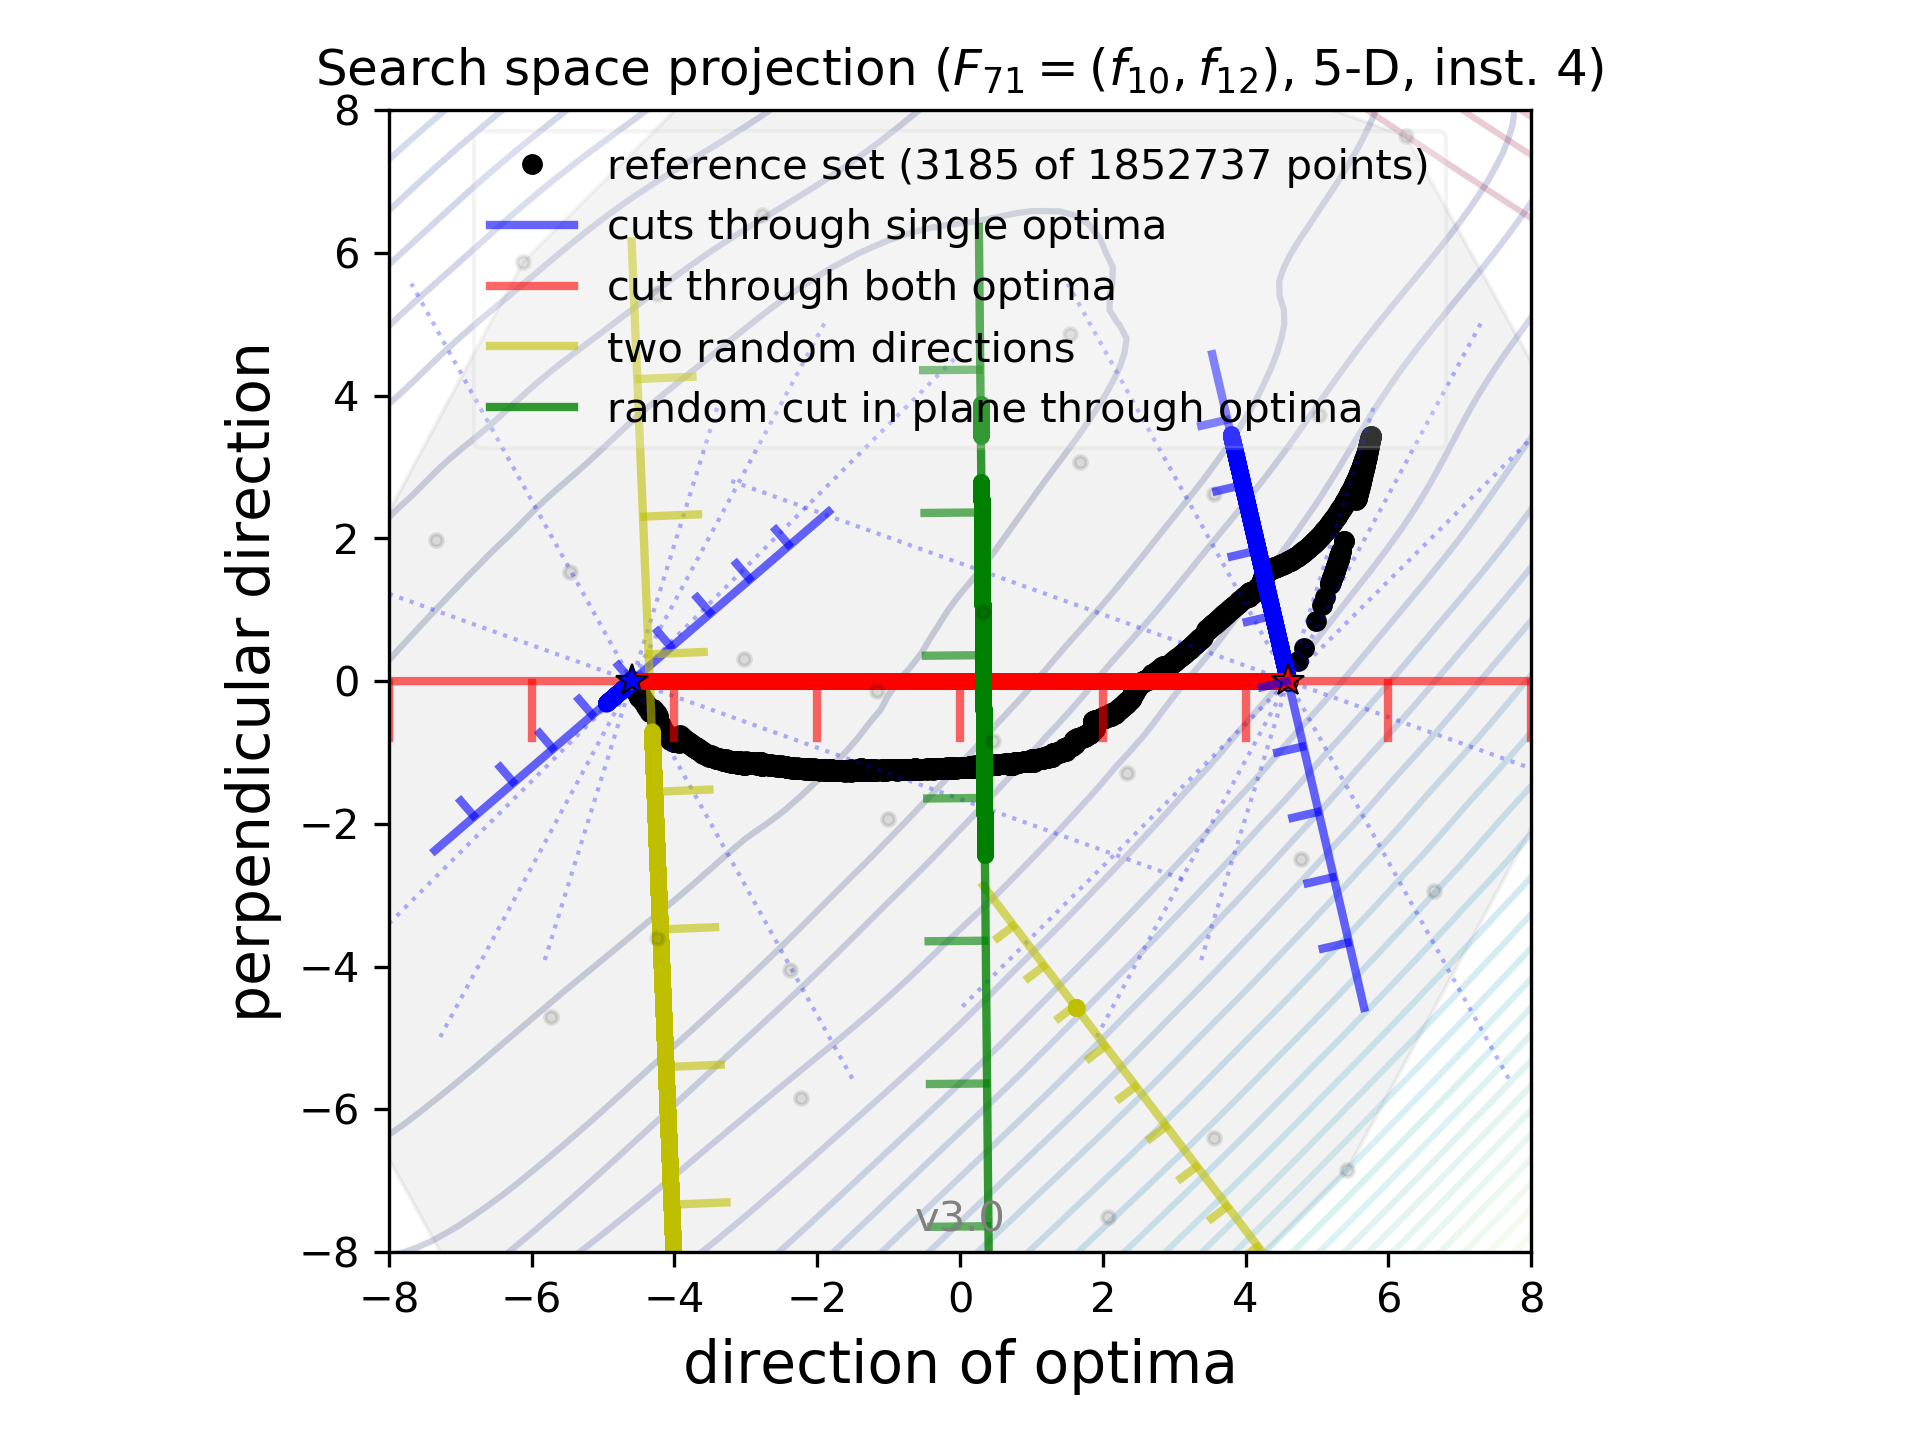 Search space projection (F71 = (f10, f12), 5-D, inst. 4)
reference set (3185 of 1852737 points)
cuts through single optima
cut through both optima
two random directions
random cut in plane through optima
perpendicular direction
8
6
4
2
0
−2
−4
−6
−8
v3.0
−8 −6 −4 −2 0 2 4 6 8
direction of optima